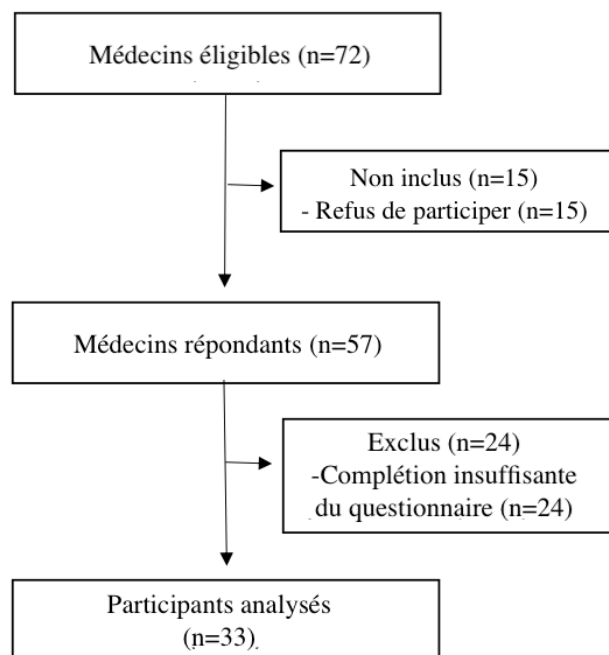 Médecins éligibles (n=72)
Non inclus (n=15)
- Refus de participer (n=15)
Médecins répondants (n=57)
Exclus (n=24)
-Complétion insuffisante
du questionnaire (n=24)
Participants analysés
(n=33)